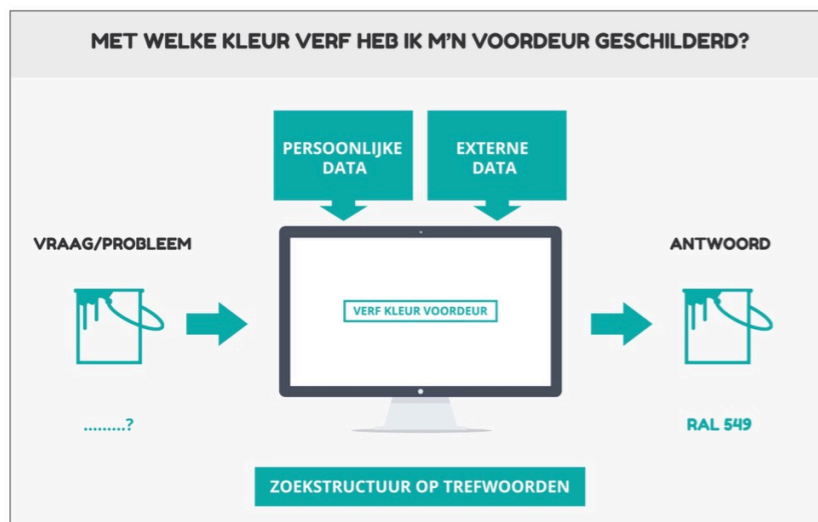 MET WELKE KLEUR VERF HEB IK M'N VOORDEUR GESCHILDERD?
PERSOONLIJKE
DATA
EXTERNE
DATA
VRAAG/PROBLEEM
ANTWOORD
VERF KLEUR VOORDEUR
.........?
RAL 549
ZOEKSTRUCTUUR OP TREFWOORDEN